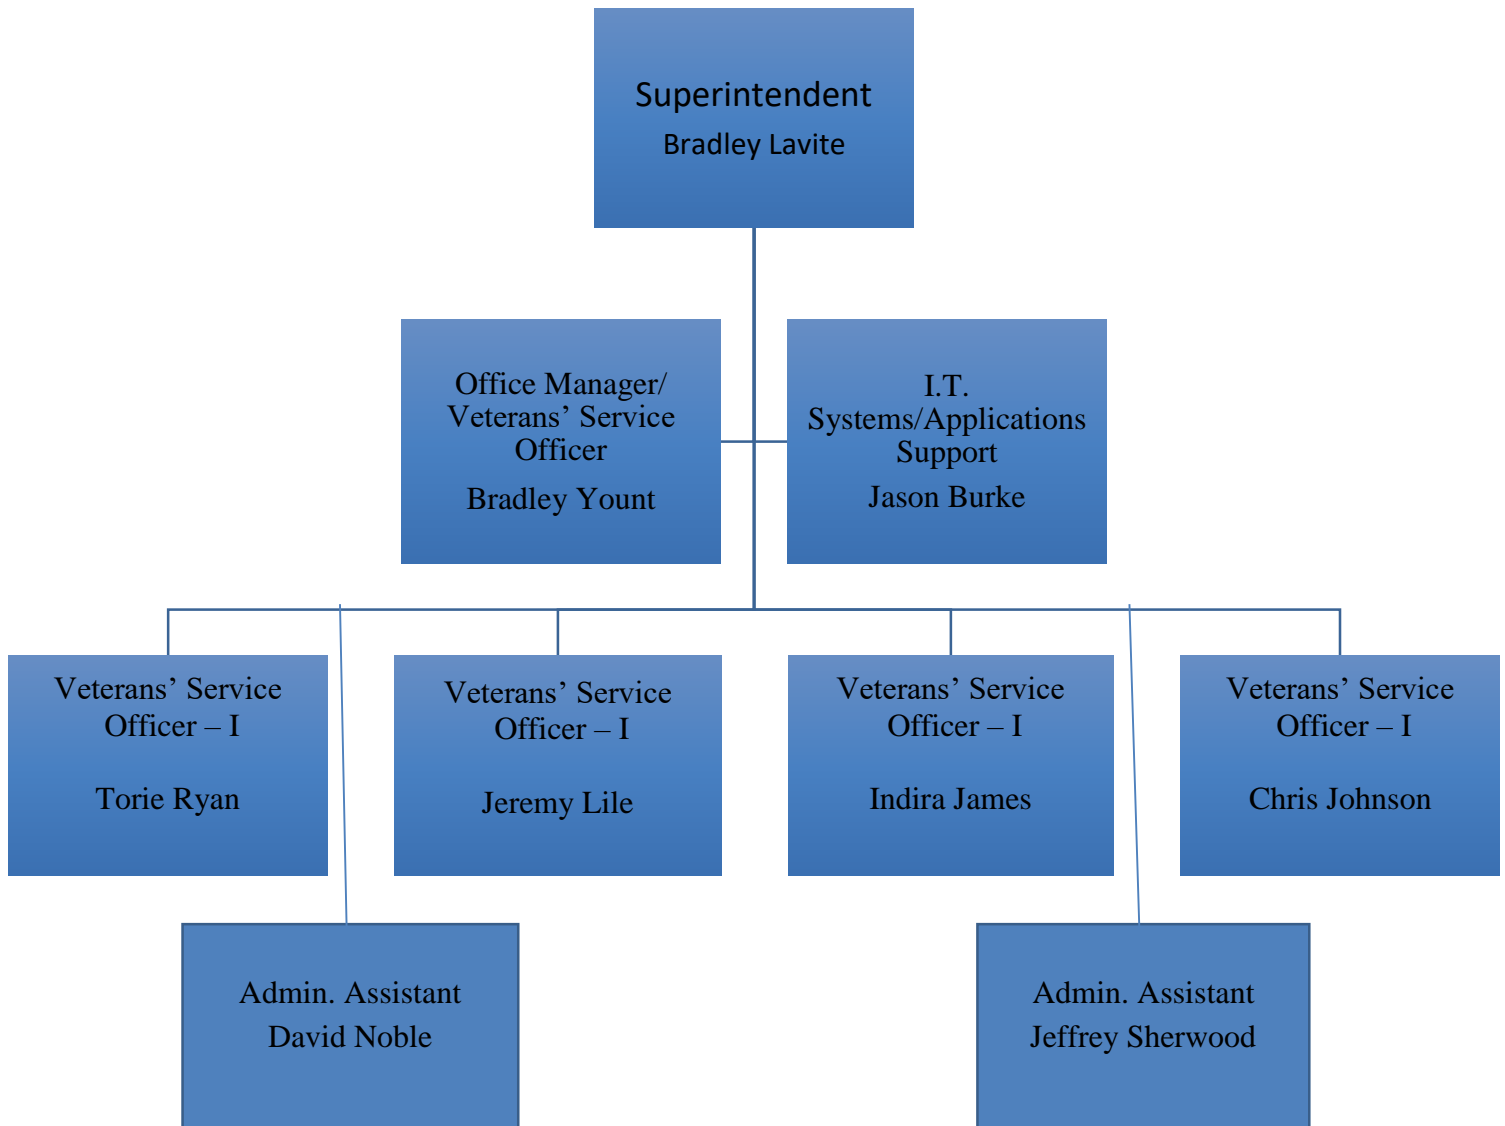 Superintendent
Bradley Lavite
Office Manager/
Veterans’ Service
Officer
Bradley Yount
I.T.
Systems/Applications
Support
Jason Burke
Veterans’ Service
Officer – I
Torie Ryan
Veterans’ Service
Officer – I
Jeremy Lile
Veterans’ Service
Officer – I
Indira James
Veterans’ Service
Officer – I
Chris Johnson
Admin. Assistant
David Noble
Admin. Assistant
Jeffrey Sherwood